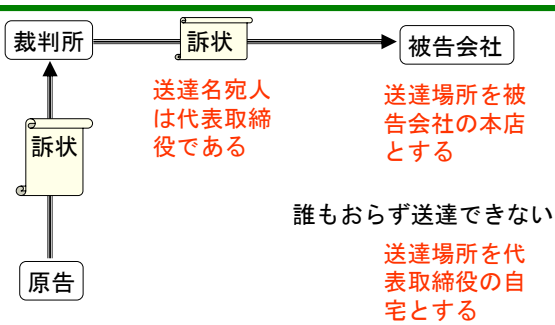 裁判所
訴状
被告会社
送達名宛人
は代表取締
役である
送達場所を被
告会社の本店
とする
訴状
誰もおらず送達できない
送達場所を代
表取締役の自
宅とする
原告